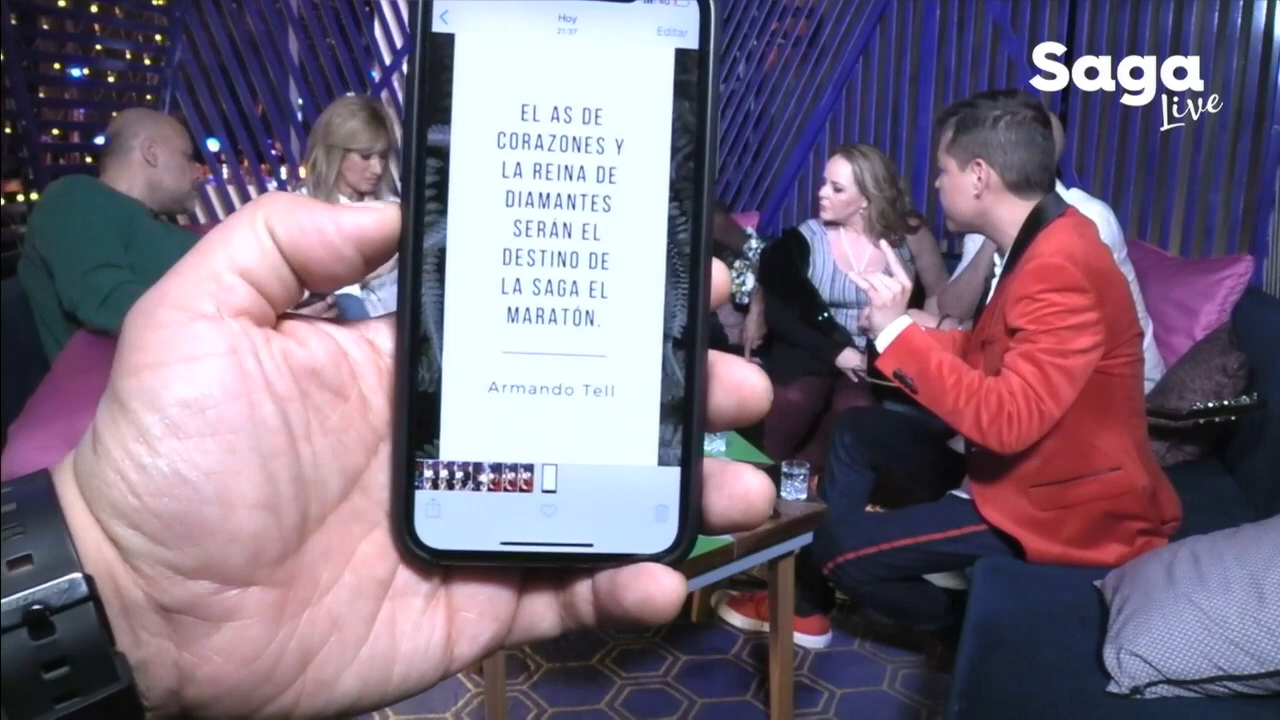 Hoy
21:37
Editar
EL AS DE
CORAZONES Y
LA REINA DE
DIAMANTES
SERÁN EL
DESTINO DE
LA SAGA EL
MARATÓN.
Armando Tell
Saga
Live